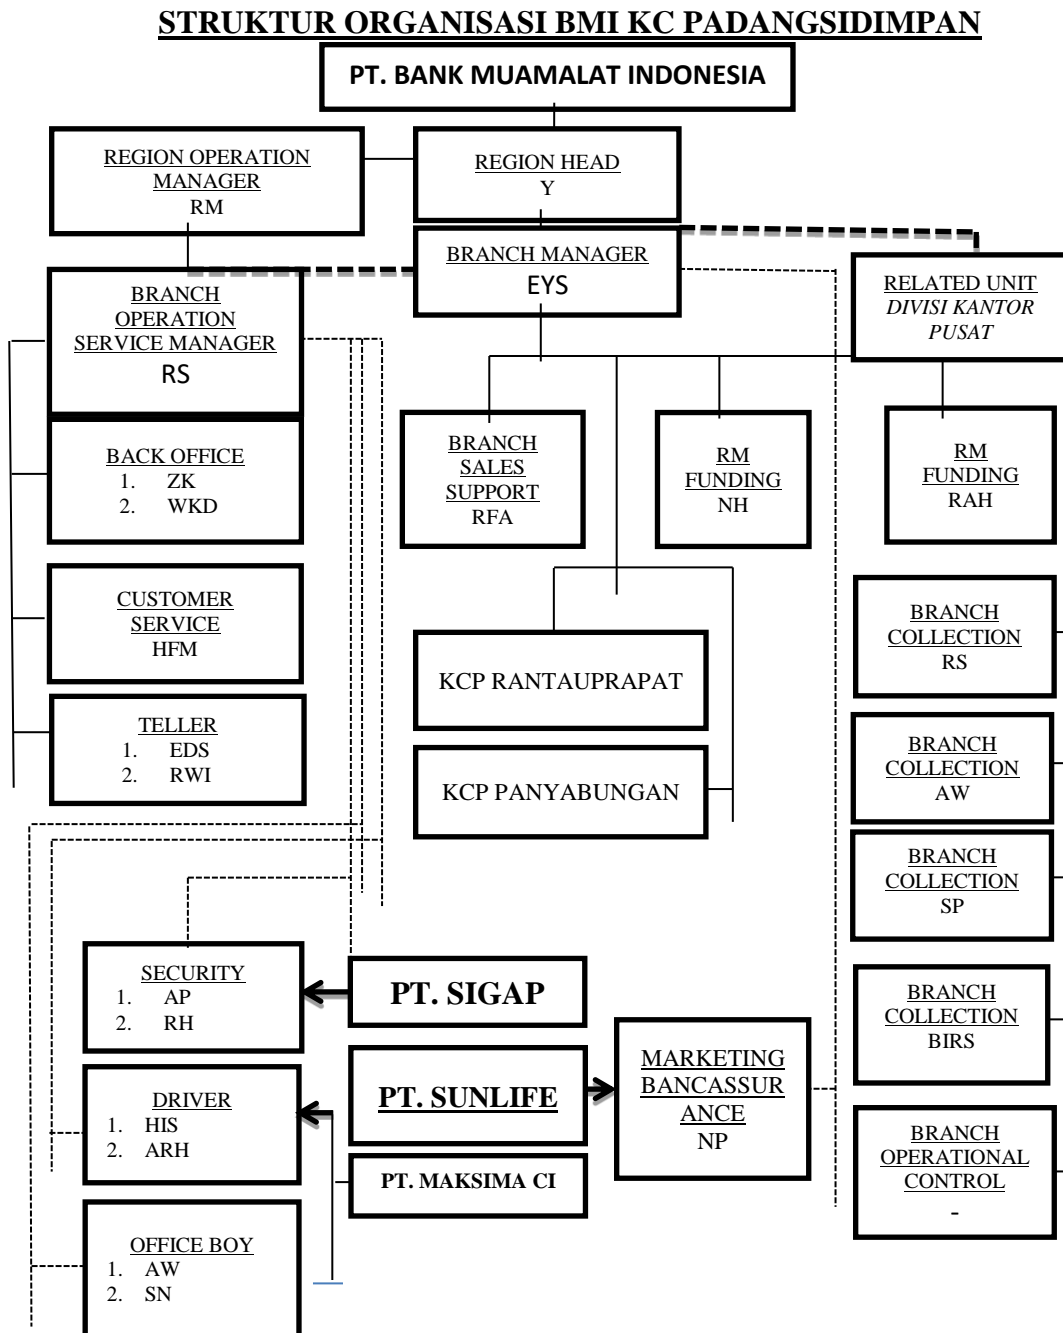 STRUKTUR ORGANISASI BMI KC PADANGSIDIMPAN
PT. BANK MUAMALAT INDONESIA
REGION OPERATION
MANAGER
RM
REGION HEAD
Y
BRANCH MANAGER
EYS
RELATED UNIT
DIVISI KANTOR
PUSAT
BRANCH
OPERATION
SERVICE MANAGER
RS
BACK OFFICE
1. ZK
2. WKD
CUSTOMER
SERVICE
HFM
TELLER
1. EDS
2. RWI
BRANCH
SALES
SUPPORT
RFA
RM
FUNDING
NH
RM
FUNDING
RAH
KCP RANTAUPRAPAT
KCP PANYABUNGAN
BRANCH
COLLECTION
RS
BRANCH
COLLECTION
AW
BRANCH
COLLECTION
SP
BRANCH
COLLECTION
BIRS
BRANCH
OPERATIONAL
CONTROL
-
SECURITY
1. AP
2. RH
PT. SIGAP
DRIVER
1. HIS
2. ARH
PT. SUNLIFE
MARKETING
BANCASSUR
ANCE
NP
PT. MAKSIMA CI
OFFICE BOY
1. AW
2. SN